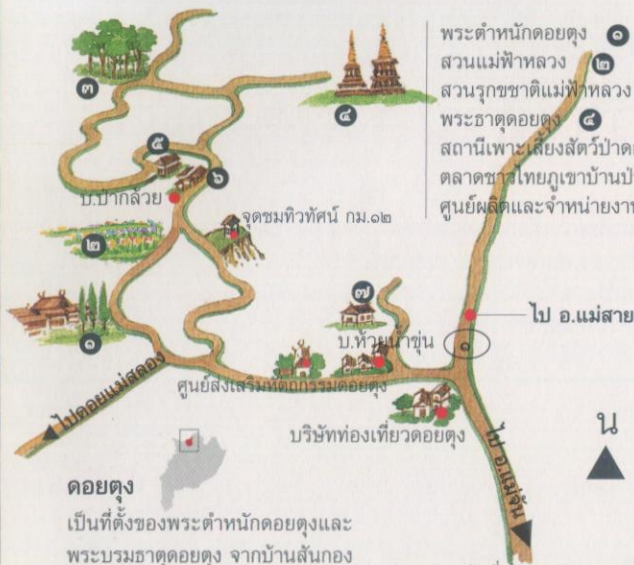 พระตำหนักดอยตุง ๑
สวนแม่ฟ้าหลวง ๒
สวนรุกขชาติแม่ฟ้าหลวง
พระธาตุดอยตุง ๔
สถานีเพาะเลี้ยงสัตว์ป่า
ตลาดชาวไทยภูเขาบ้าน
ศูนย์ผลิตและจำหน่าย
๓
๔
๕
๖
บ.ป่ากล้วย
จุดชมทิวทัศน์ กม.๑๒
๒
๗
ไป อ.แม่สาย
๑
บ.ห้วยน้ำขุ่น
๑
ศูนย์ส่งเสริมหัตถกรรมดอยตุง
ไปดอยแม่สลอง
บริษัทท่องเที่ยวดอยตุง
น
ไป อ.แม่จัน
ดอยตุง
เป็นที่ตั้งของพระตำหนักดอยตุงและ
พระบรมธาตุดอยตุง จากบ้านสันกอง